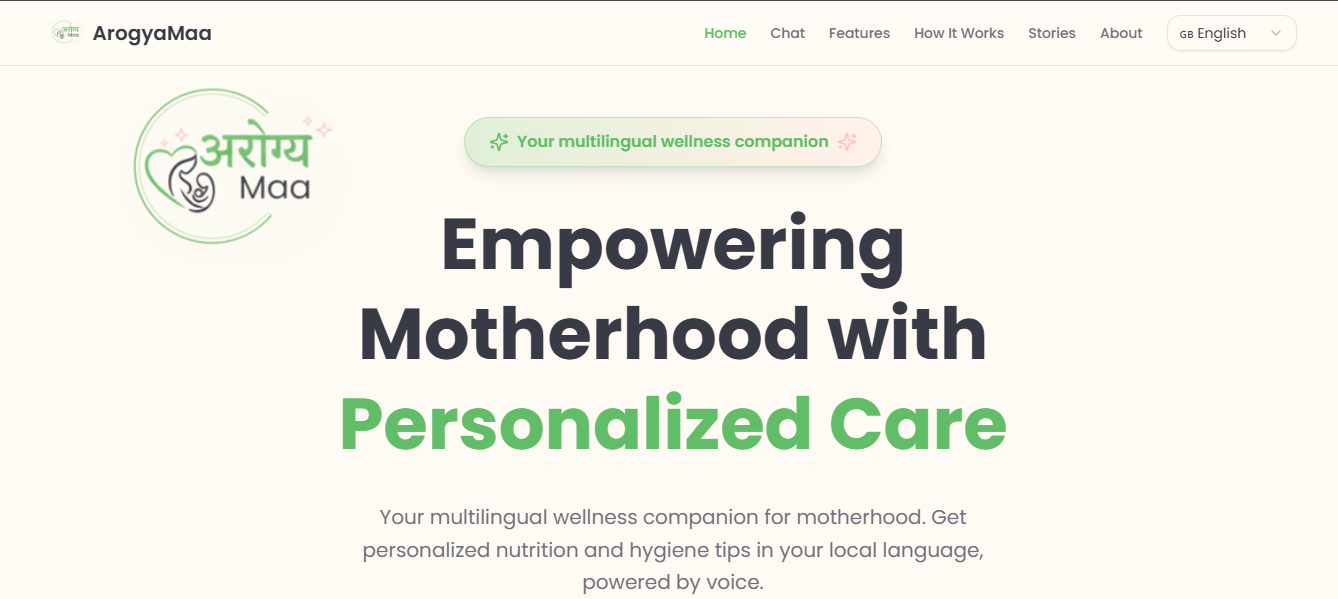 ArogyaMaa
Home Chat Features How It Works Stories About GB English
अरोग्य
Maa
Your multilingual wellness companion
Empowering
Motherhood with
Personalized Care
Your multilingual wellness companion for motherhood. Get
personalized nutrition and hygiene tips in your local language,
powered by voice.